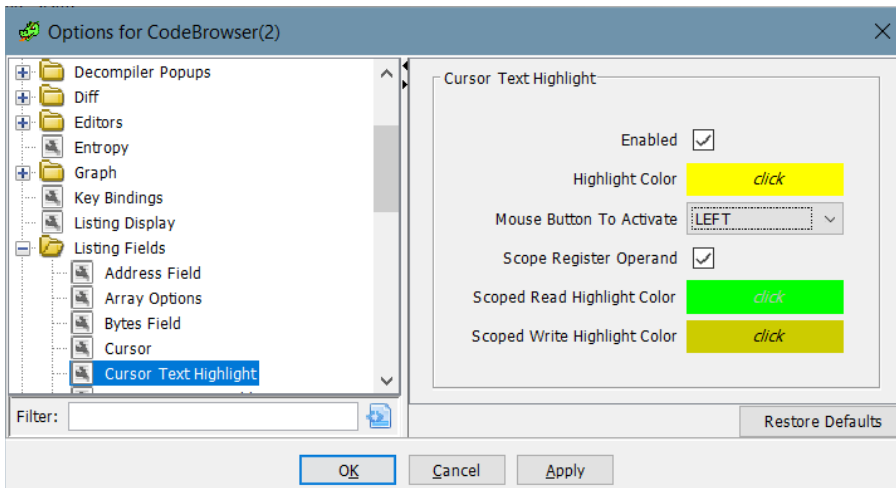 Options for CodeBrowser(2)
Decompiler Popups
Diff
Editors
Entropy
Graph
Key Bindings
Listing Display
Listing Fields
Address Field
Array Options
Bytes Field
Cursor
Cursor Text Highlight
Filter:
Cursor Text Highlight
Enabled
Highlight Color click
Mouse Button To Activate LEFT
Scope Register Operand
Scoped Read Highlight Color click
Scoped Write Highlight Color click
Restore Defaults
OK Cancel Apply